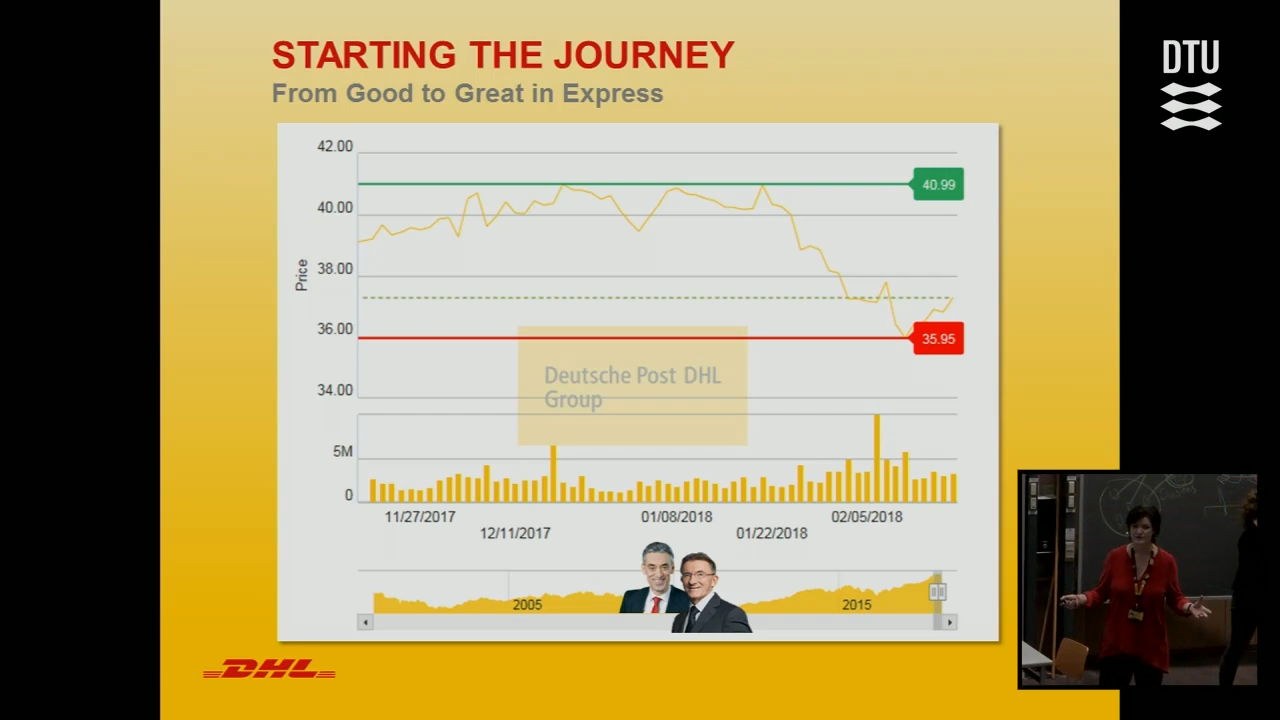 STARTING THE JOURNEY
From Good to Great in Express
DTU
42.00
40.99
40.00
38.00
Price
36.00
35.95
Deutsche Post DHL
Group
34.00
5M
0
11/27/2017
12/11/2017
01/08/2018
01/22/2018
02/05/2018
2005
2015
DHL